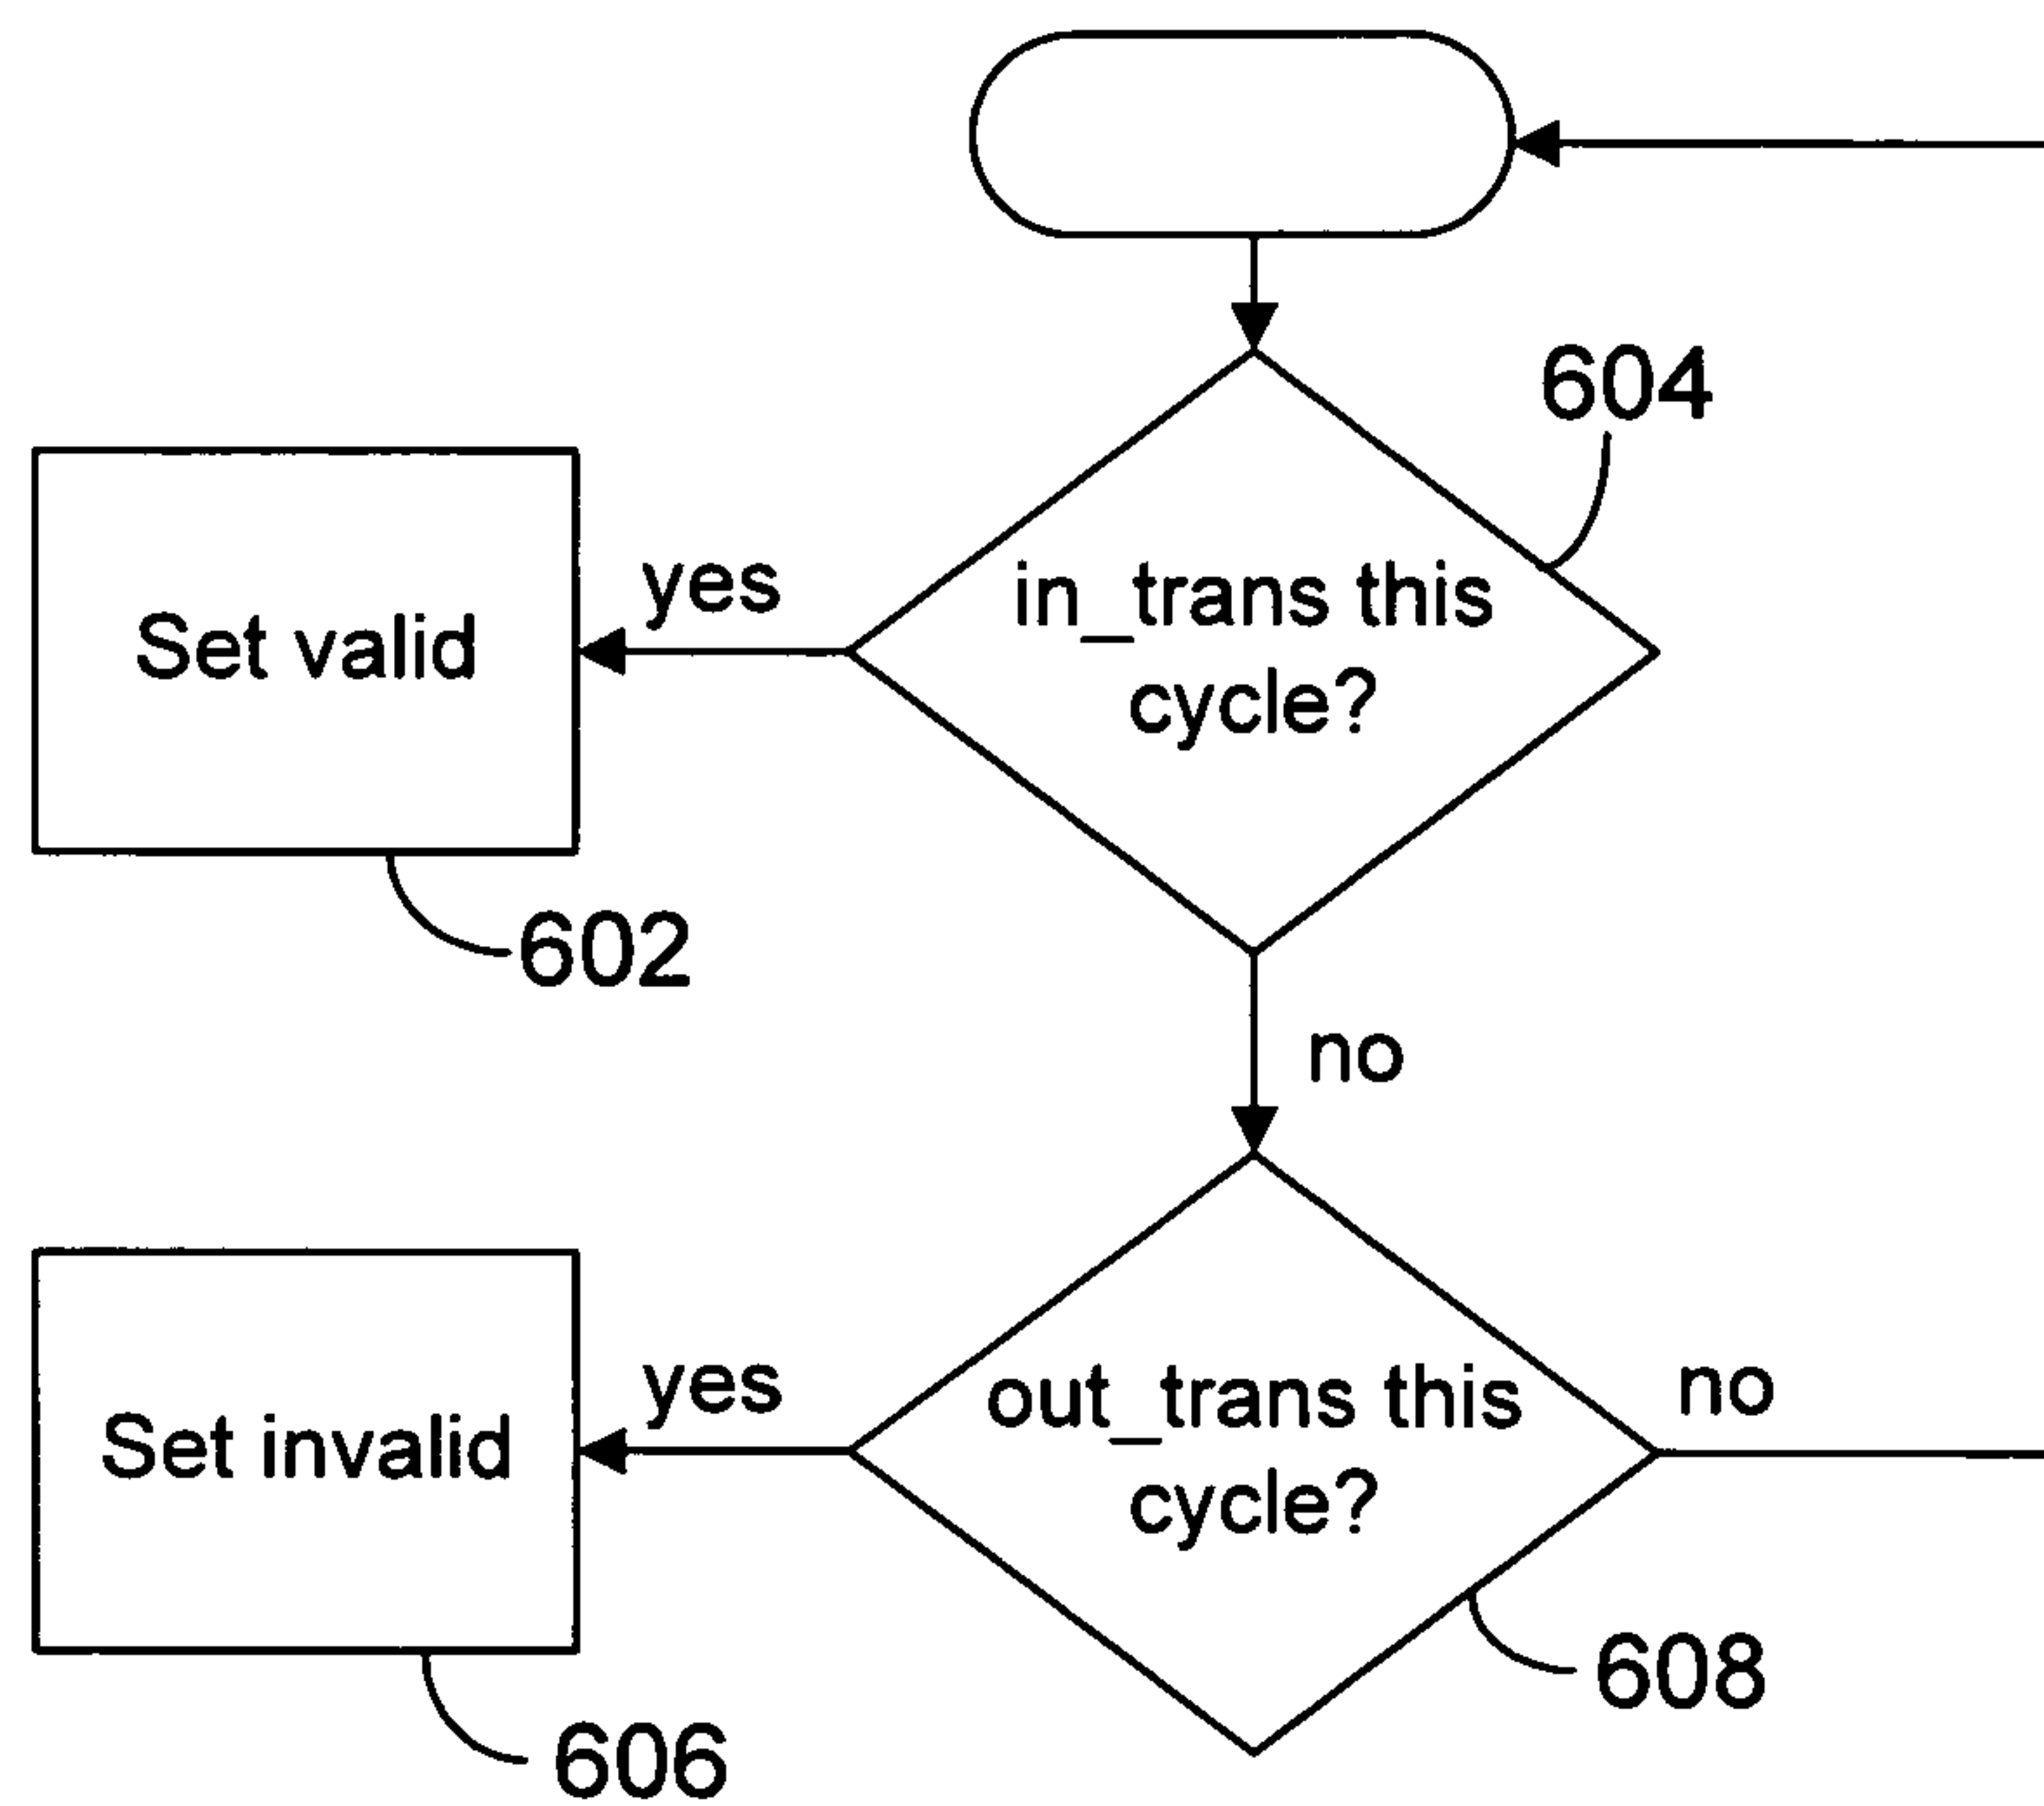 604
in_trans this
cycle?
yes
Set valid
602
no
out_trans this
cycle?
yes
no
Set invalid
608
606